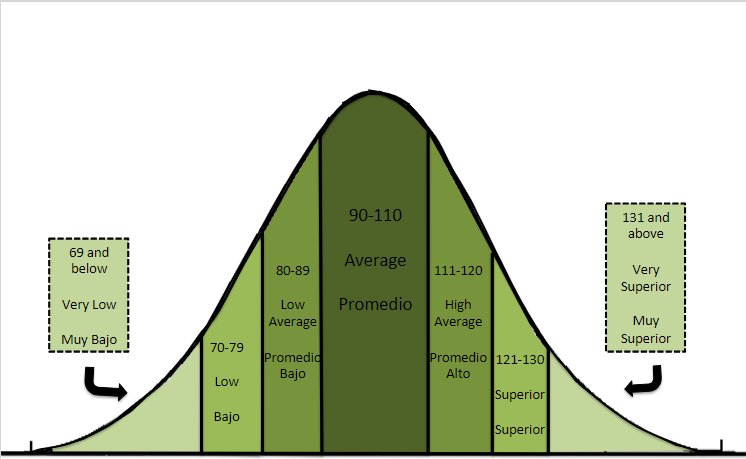 69 and
below
Very Low
Muy Bajo
70-79
Low
Bajo
80-89
Low
Average
Promedio
Bajo
90-110
Average
Promedio
111-120
High
Average
Promedio
Alto
121-130
Superior
Superior
131 and
above
Very
Superior
Muy
Superior